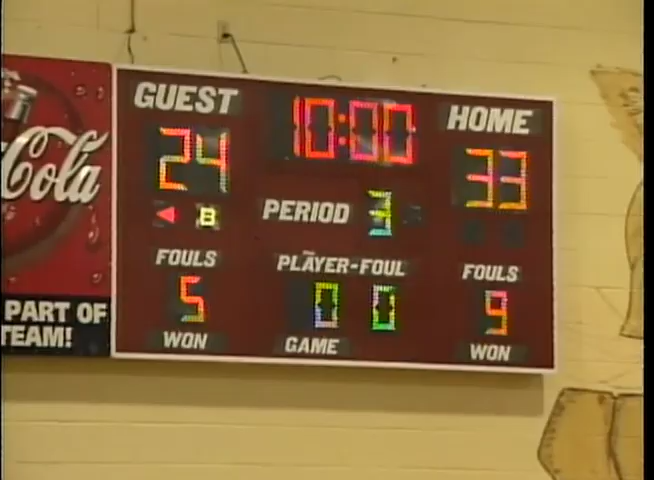 GUEST 10:00 HOME
24 33
B PERIOD 3
FOULS PLAYER-FOUL FOULS
5 0 0 9
WON GAME WON
Cola
PART OF
TEAM!